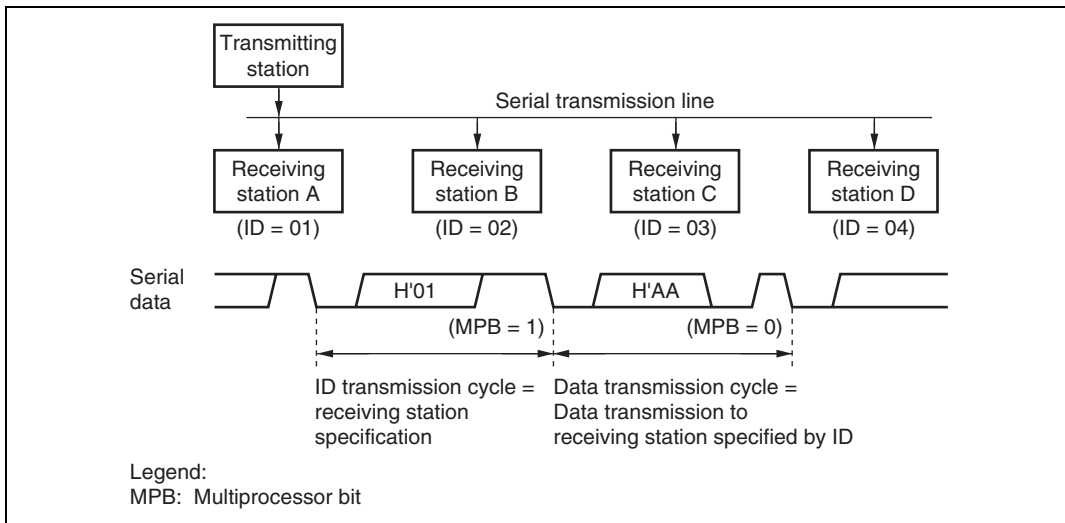 Transmitting
station
Serial transmission line
Receiving
station A
Receiving
station B
Receiving
station C
Receiving
station D
(ID = 01)
(ID = 02)
(ID = 03)
(ID = 04)
Serial
data
H'01
H'AA
(MPB = 1)
(MPB = 0)
ID transmission cycle =
receiving station
specification
Data transmission cycle =
Data transmission to
receiving station specified by ID
Legend:
MPB: Multiprocessor bit